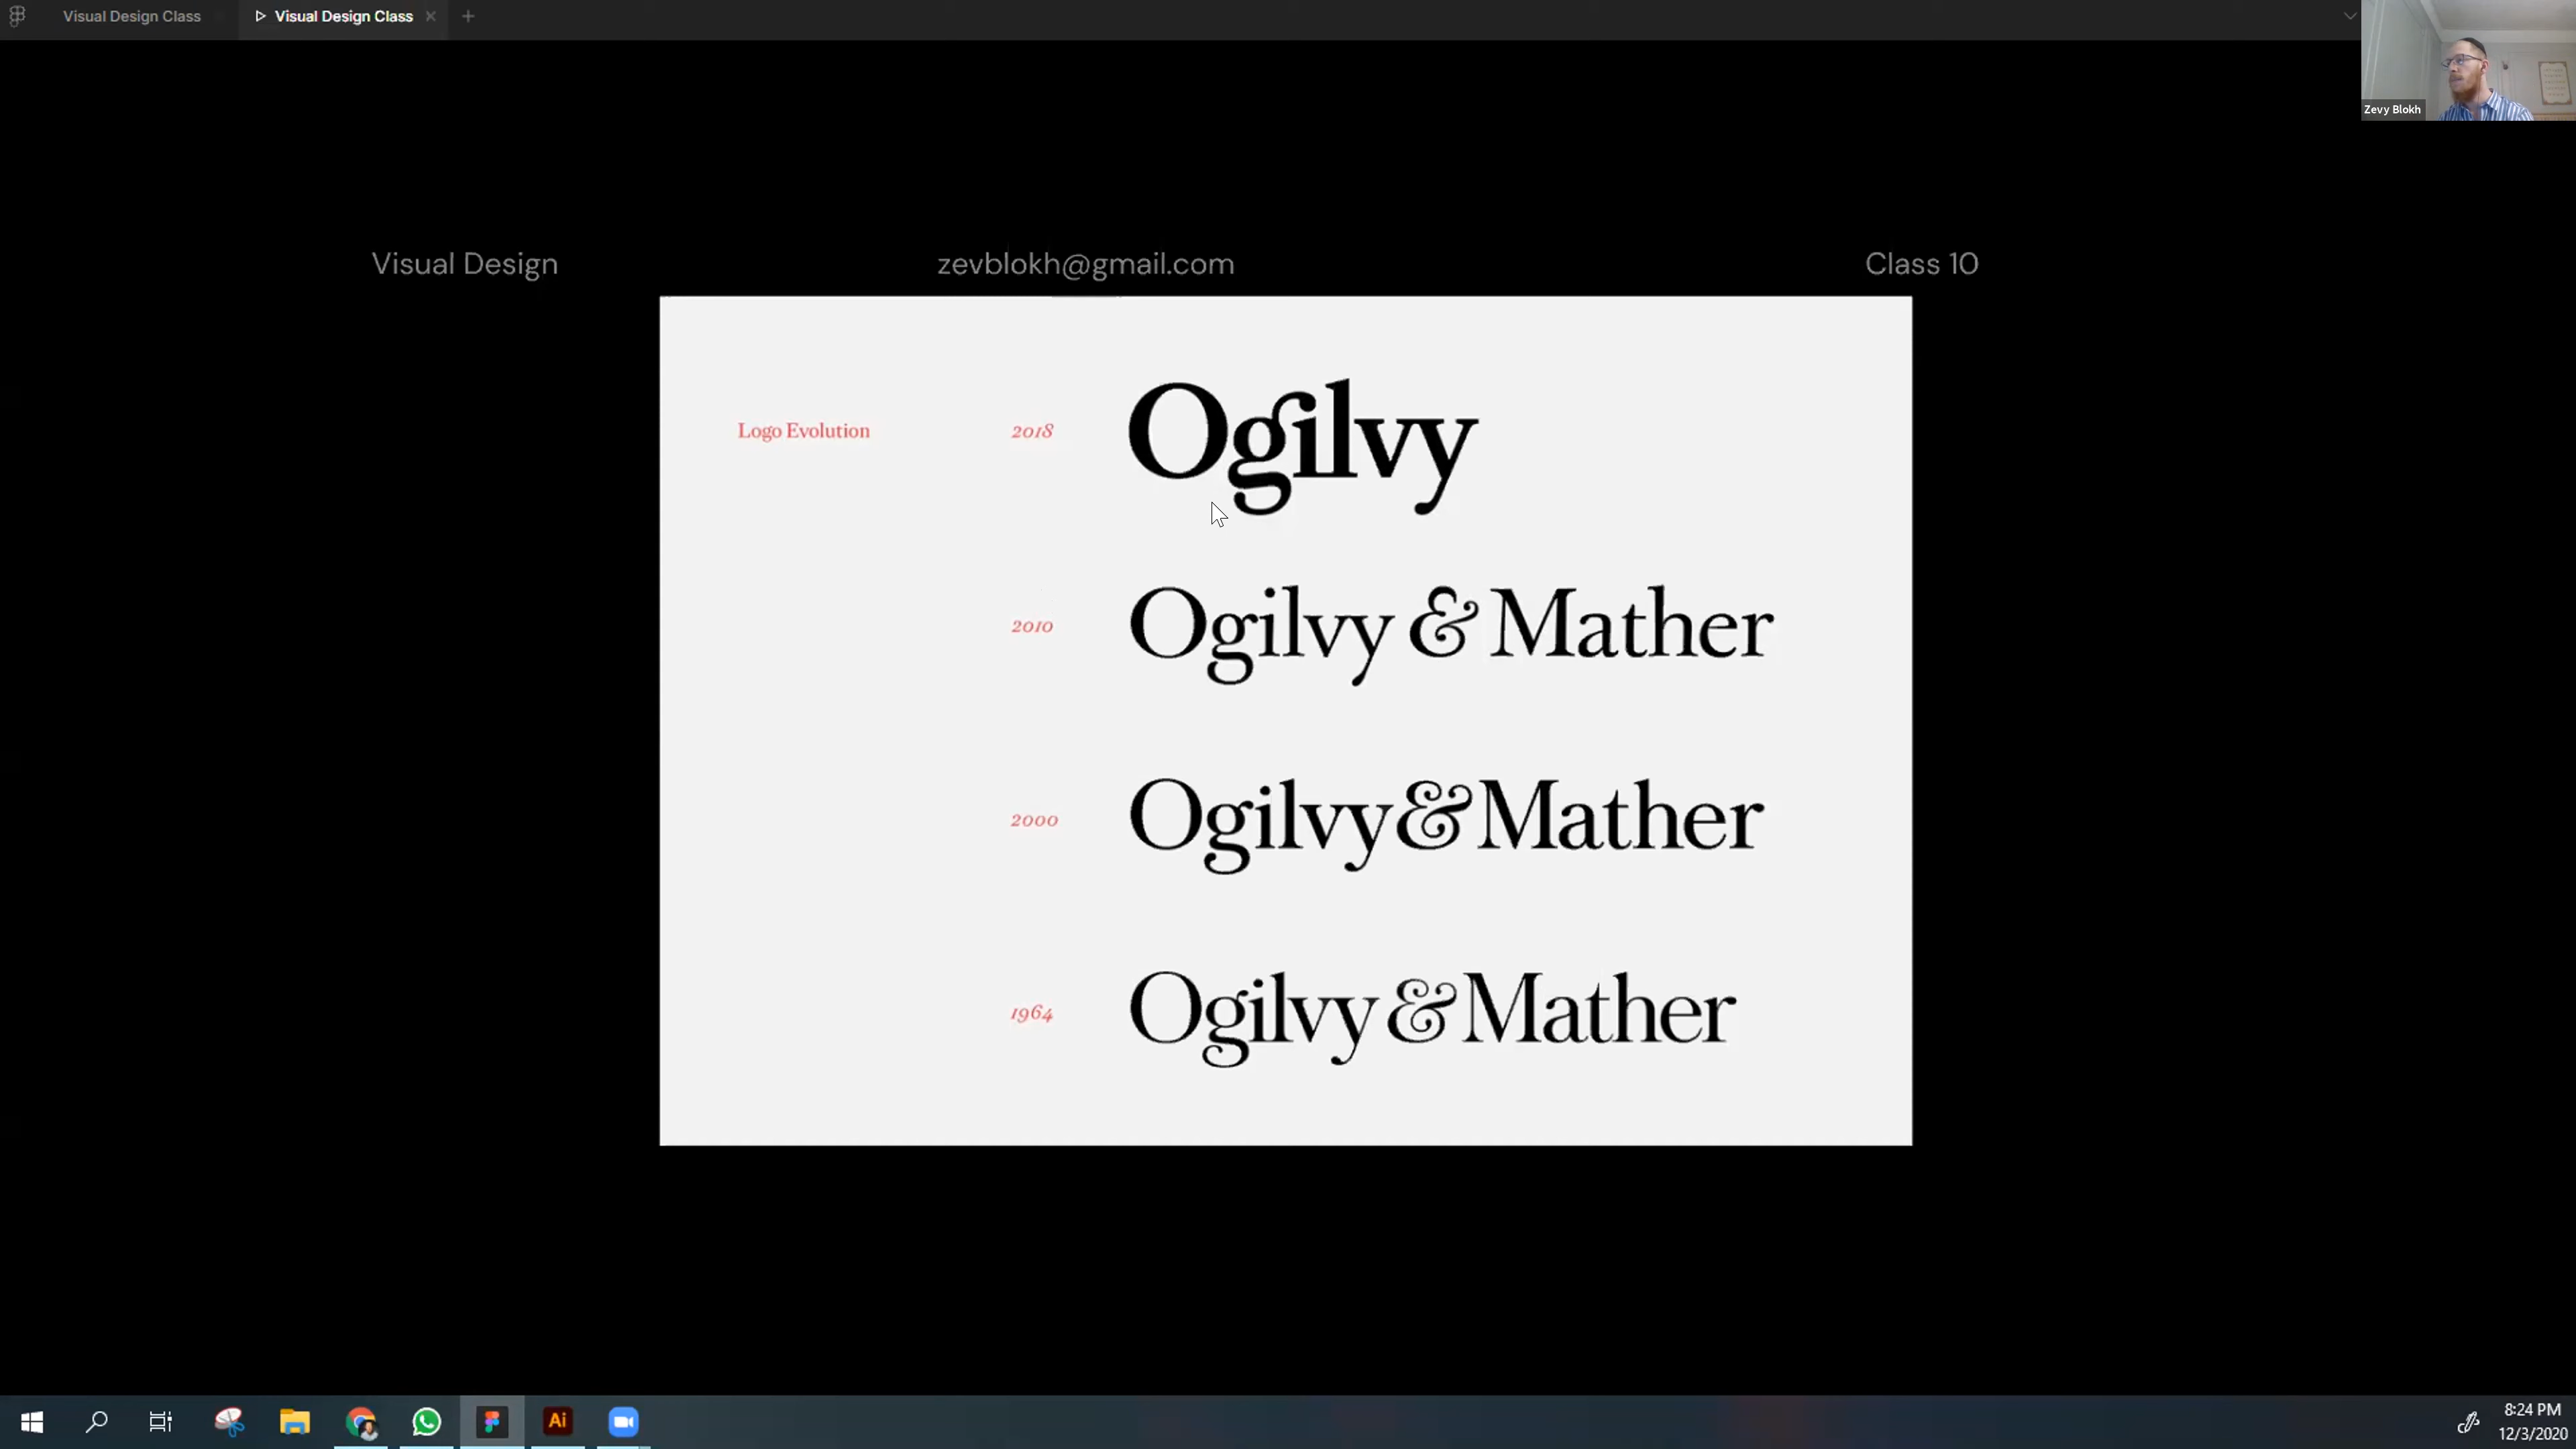 Visual Design Class
Visual Design Class
Zevy Blokh
Visual Design
zevblokh@gmail.com
Class 10
Logo Evolution
2018
Ogilvy
2010
Ogilvy & Mather
2000
Ogilvy&Mather
1964
Ogilvy & Mather
Ai
8:24 PM
12/3/2020